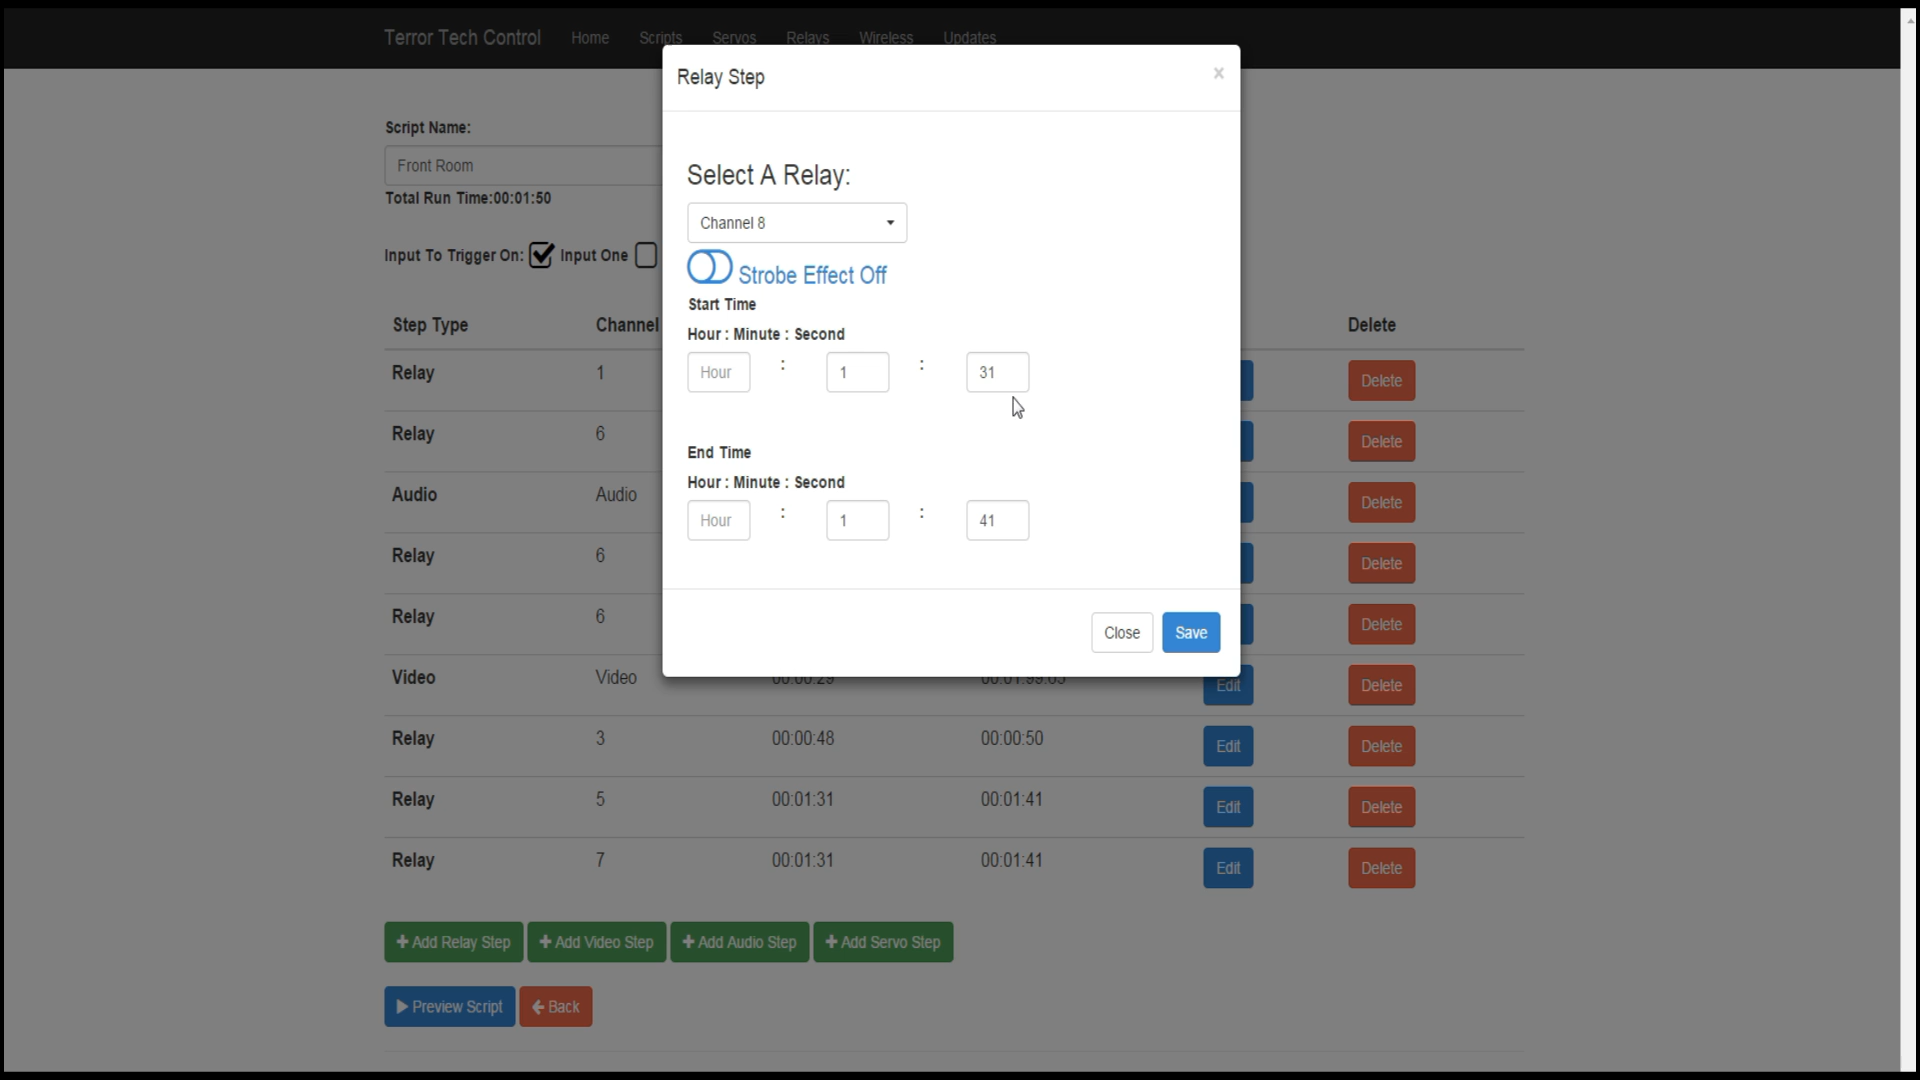 Terror Tech Control Home Scripts Servos Relays Wireless Updates
Relay Step ×
Script Name:
Front Room
Total Run Time:00:01:50
Input To Trigger On: Input One
Select A Relay:
Channel 8
Strobe Effect Off
Start Time
Hour : Minute : Second
Hour : 1 : 31
End Time
Hour : Minute : Second
Hour : 1 : 41
Close Save
Step Type Channel Delete
Relay 1 Delete
Relay 6 Delete
Audio Audio Delete
Relay 6 Delete
Relay 6 Delete
Video Video 00:00:29 Edit Delete
Relay 3 00:00:48 00:00:50 Edit Delete
Relay 5 00:01:31 00:01:41 Edit Delete
Relay 7 00:01:31 00:01:41 Edit Delete
Add Relay Step Add Video Step Add Audio Step Add Servo Step
Preview Script Back